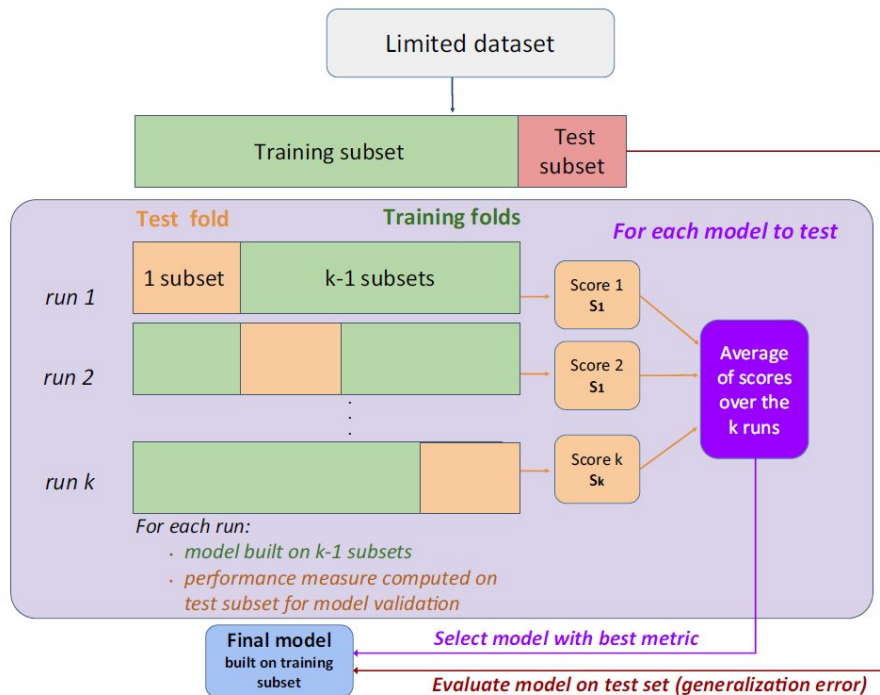 Limited dataset
Training subset
Test
subset
Test fold
Training folds
For each model to test
run 1
1 subset
k-1 subsets
Score 1
S1
run 2
Score 2
S1
Average
of scores
over the
k runs
run k
Score k
Sk
For each run:
· model built on k-1 subsets
· performance measure computed on
test subset for model validation
Final model
built on training
subset
Select model with best metric
Evaluate model on test set (generalization error)